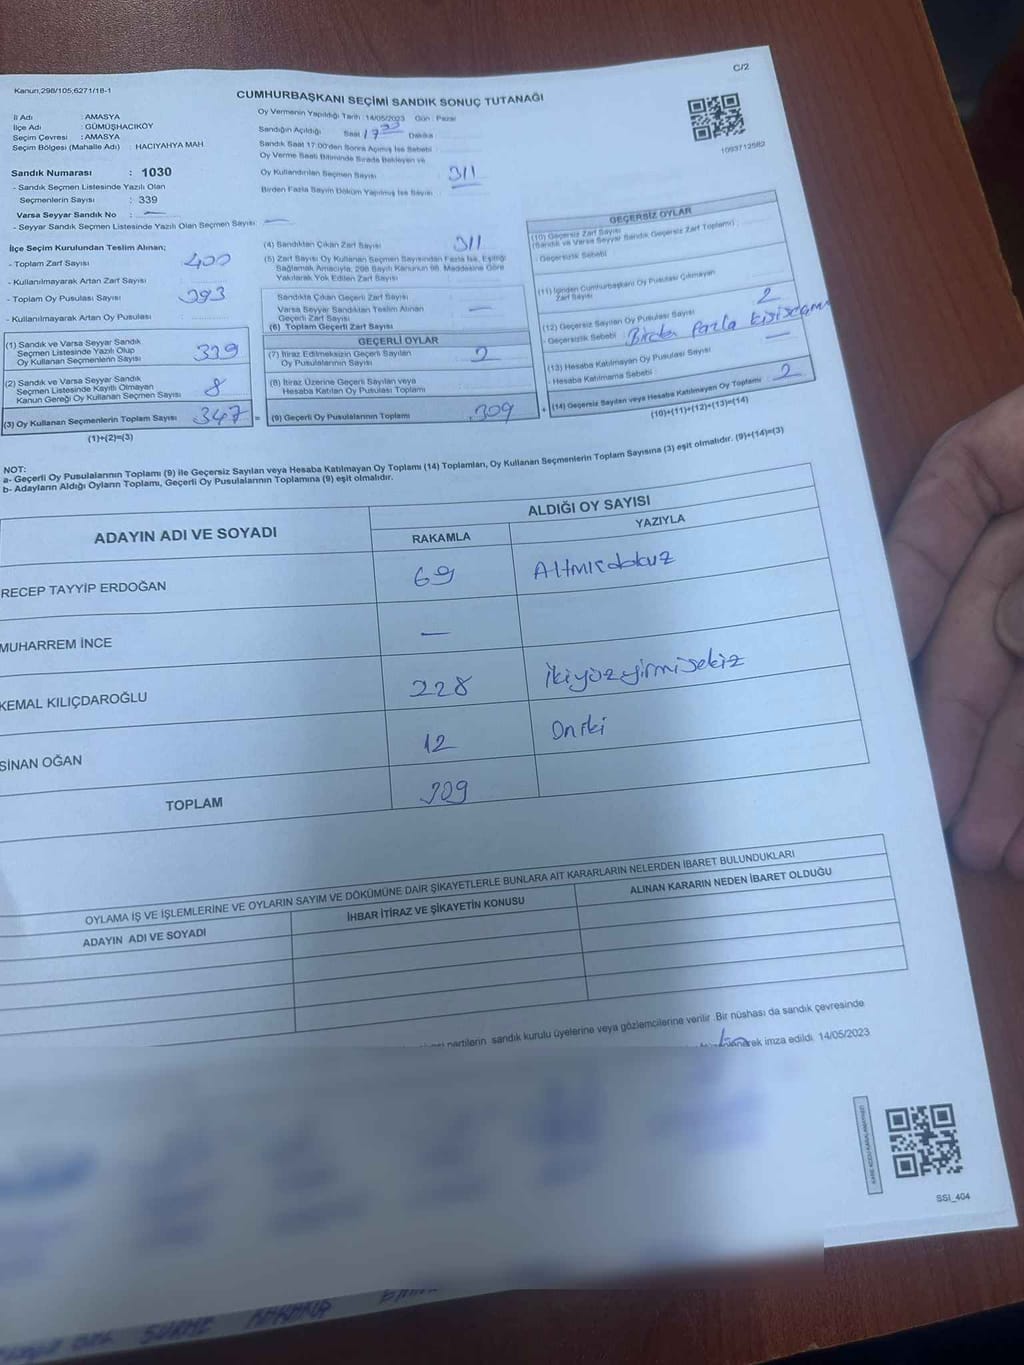 Kanun,298/105;6271/18-1
C/2
CUMHURBAŞKANI SEÇİMİ SANDIK SONUÇ TUTANAĞI
İl Adı : AMASYA
İlçe Adı : GÜMÜŞHACIKÖY
Seçim Çevresi : AMASYA
Seçim Bölgesi (Mahalle Adı) : HACIYAHYA MAH.
Sandık Numarası : 1030
- Sandık Seçmen Listesinde Yazılı Olan
Seçmenlerin Sayısı : 339
Varsa Seyyar Sandık No : —
- Seyyar Sandık Seçmen Listesinde Yazılı Olan Seçmen Sayısı: —
Oy Vermenin Yapıldığı Tarih : 14/05/2023 Gün : Pazar
Sandığın Açıldığı Saat : 17 Dakika :
Sandık Saat 17.00'den Sonra Açılmış İse Sebebi :
Oy Verme Saati Bitiminde Sırada Bekleyen ve
Oy Kullandırılan Seçmen Sayısı : 311
Birden Fazla Sayım Döküm Yapılmış İse Sayısı :
1093712582
İlçe Seçim Kurulundan Teslim Alınan;
- Toplam Zarf Sayısı : 400
- Kullanılmayarak Artan Zarf Sayısı :
- Toplam Oy Pusulası Sayısı : 393
- Kullanılmayarak Artan Oy Pusulası :
(1) Sandık ve Varsa Seyyar Sandık
Seçmen Listesinde Yazılı Olup
Oy Kullanan Seçmenlerin Sayısı : 339
(2) Sandık ve Varsa Seyyar Sandık
Seçmen Listesinde Kayıtlı Olmayan
Kanun Gereği Oy Kullanan Seçmen Sayısı : 8
(3) Oy Kullanan Seçmenlerin Toplam Sayısı : 347 =
(1)+(2)=(3)
(4) Sandıktan Çıkan Zarf Sayısı : 311
(5) Zarf Sayısı Oy Kullanan Seçmen Sayısından Fazla İse, Eşitliği
Sağlamak Amacıyla, 298 Sayılı Kanunun 98. Maddesine Göre
Yakılarak Yok Edilen Zarf Sayısı :
Sandıkta Çıkan Geçerli Zarf Sayısı :
Varsa Seyyar Sandıktan Teslim Alınan
Geçerli Zarf Sayısı : —
(6) Toplam Geçerli Zarf Sayısı
GEÇERLİ OYLAR
(7) İtiraz Edilmeksizin Geçerli Sayılan
Oy Pusulalarının Sayısı : 2
(8) İtiraz Üzerine Geçerli Sayılan veya
Hesaba Katılan Oy Pusulası Toplamı :
(9) Geçerli Oy Pusulalarının Toplamı : 309 +
GEÇERSİZ OYLAR
(10) Geçersiz Zarf Sayısı
(Sandık ve Varsa Seyyar Sandık Geçersiz Zarf Toplamı) :
- Geçersizlik Sebebi :
(11) İçinden Cumhurbaşkanı Oy Pusulası Çıkmayan
Zarf Sayısı
(12) Geçersiz Sayılan Oy Pusulası Sayısı : 2
- Geçersizlik Sebebi : Birden fazla
(13) Hesaba Katılmayan Oy Pusulası Sayısı : —
- Hesaba Katılmama Sebebi :
(14) Geçersiz Sayılan veya Hesaba Katılmayan Oy Toplamı : 2
(10)+(11)+(12)+(13)=(14)
NOT:
a- Geçerli Oy Pusulalarının Toplamı (9) ile Geçersiz Sayılan veya Hesaba Katılmayan Oy Toplamı (14) Toplamları, Oy Kullanan Seçmenlerin Toplam Sayısına (3) eşit olmalıdır. (9)+(14)=(3)
b- Adayların Aldığı Oyların Toplamı, Geçerli Oy Pusulalarının Toplamına (9) eşit olmalıdır.
ADAYIN ADI VE SOYADI
ALDIĞI OY SAYISI
RAKAMLA YAZIYLA
RECEP TAYYİP ERDOĞAN 69 Altmışdokuz
MUHARREM İNCE —
KEMAL KILIÇDAROĞLU 228 İkiyüzyirmisekiz
SİNAN OĞAN 12 Oniki
TOPLAM 309
OYLAMA İŞ VE İŞLEMLERİNE VE OYLARIN SAYIM VE DÖKÜMÜNE DAİR ŞİKAYETLERLE BUNLARA AİT KARARLARIN NELERDEN İBARET BULUNDUKLARI
ADAYIN ADI VE SOYADI İHBAR İTİRAZ VE ŞİKAYETİN KONUSU ALINAN KARARIN NEDEN İBARET OLDUĞU
partilerin sandık kurulu üyelerine veya gözlemcilerine verilir .Bir nüshası da sandık çevresinde
imza edildi. 14/05/2023
SSI_404
SÜRME